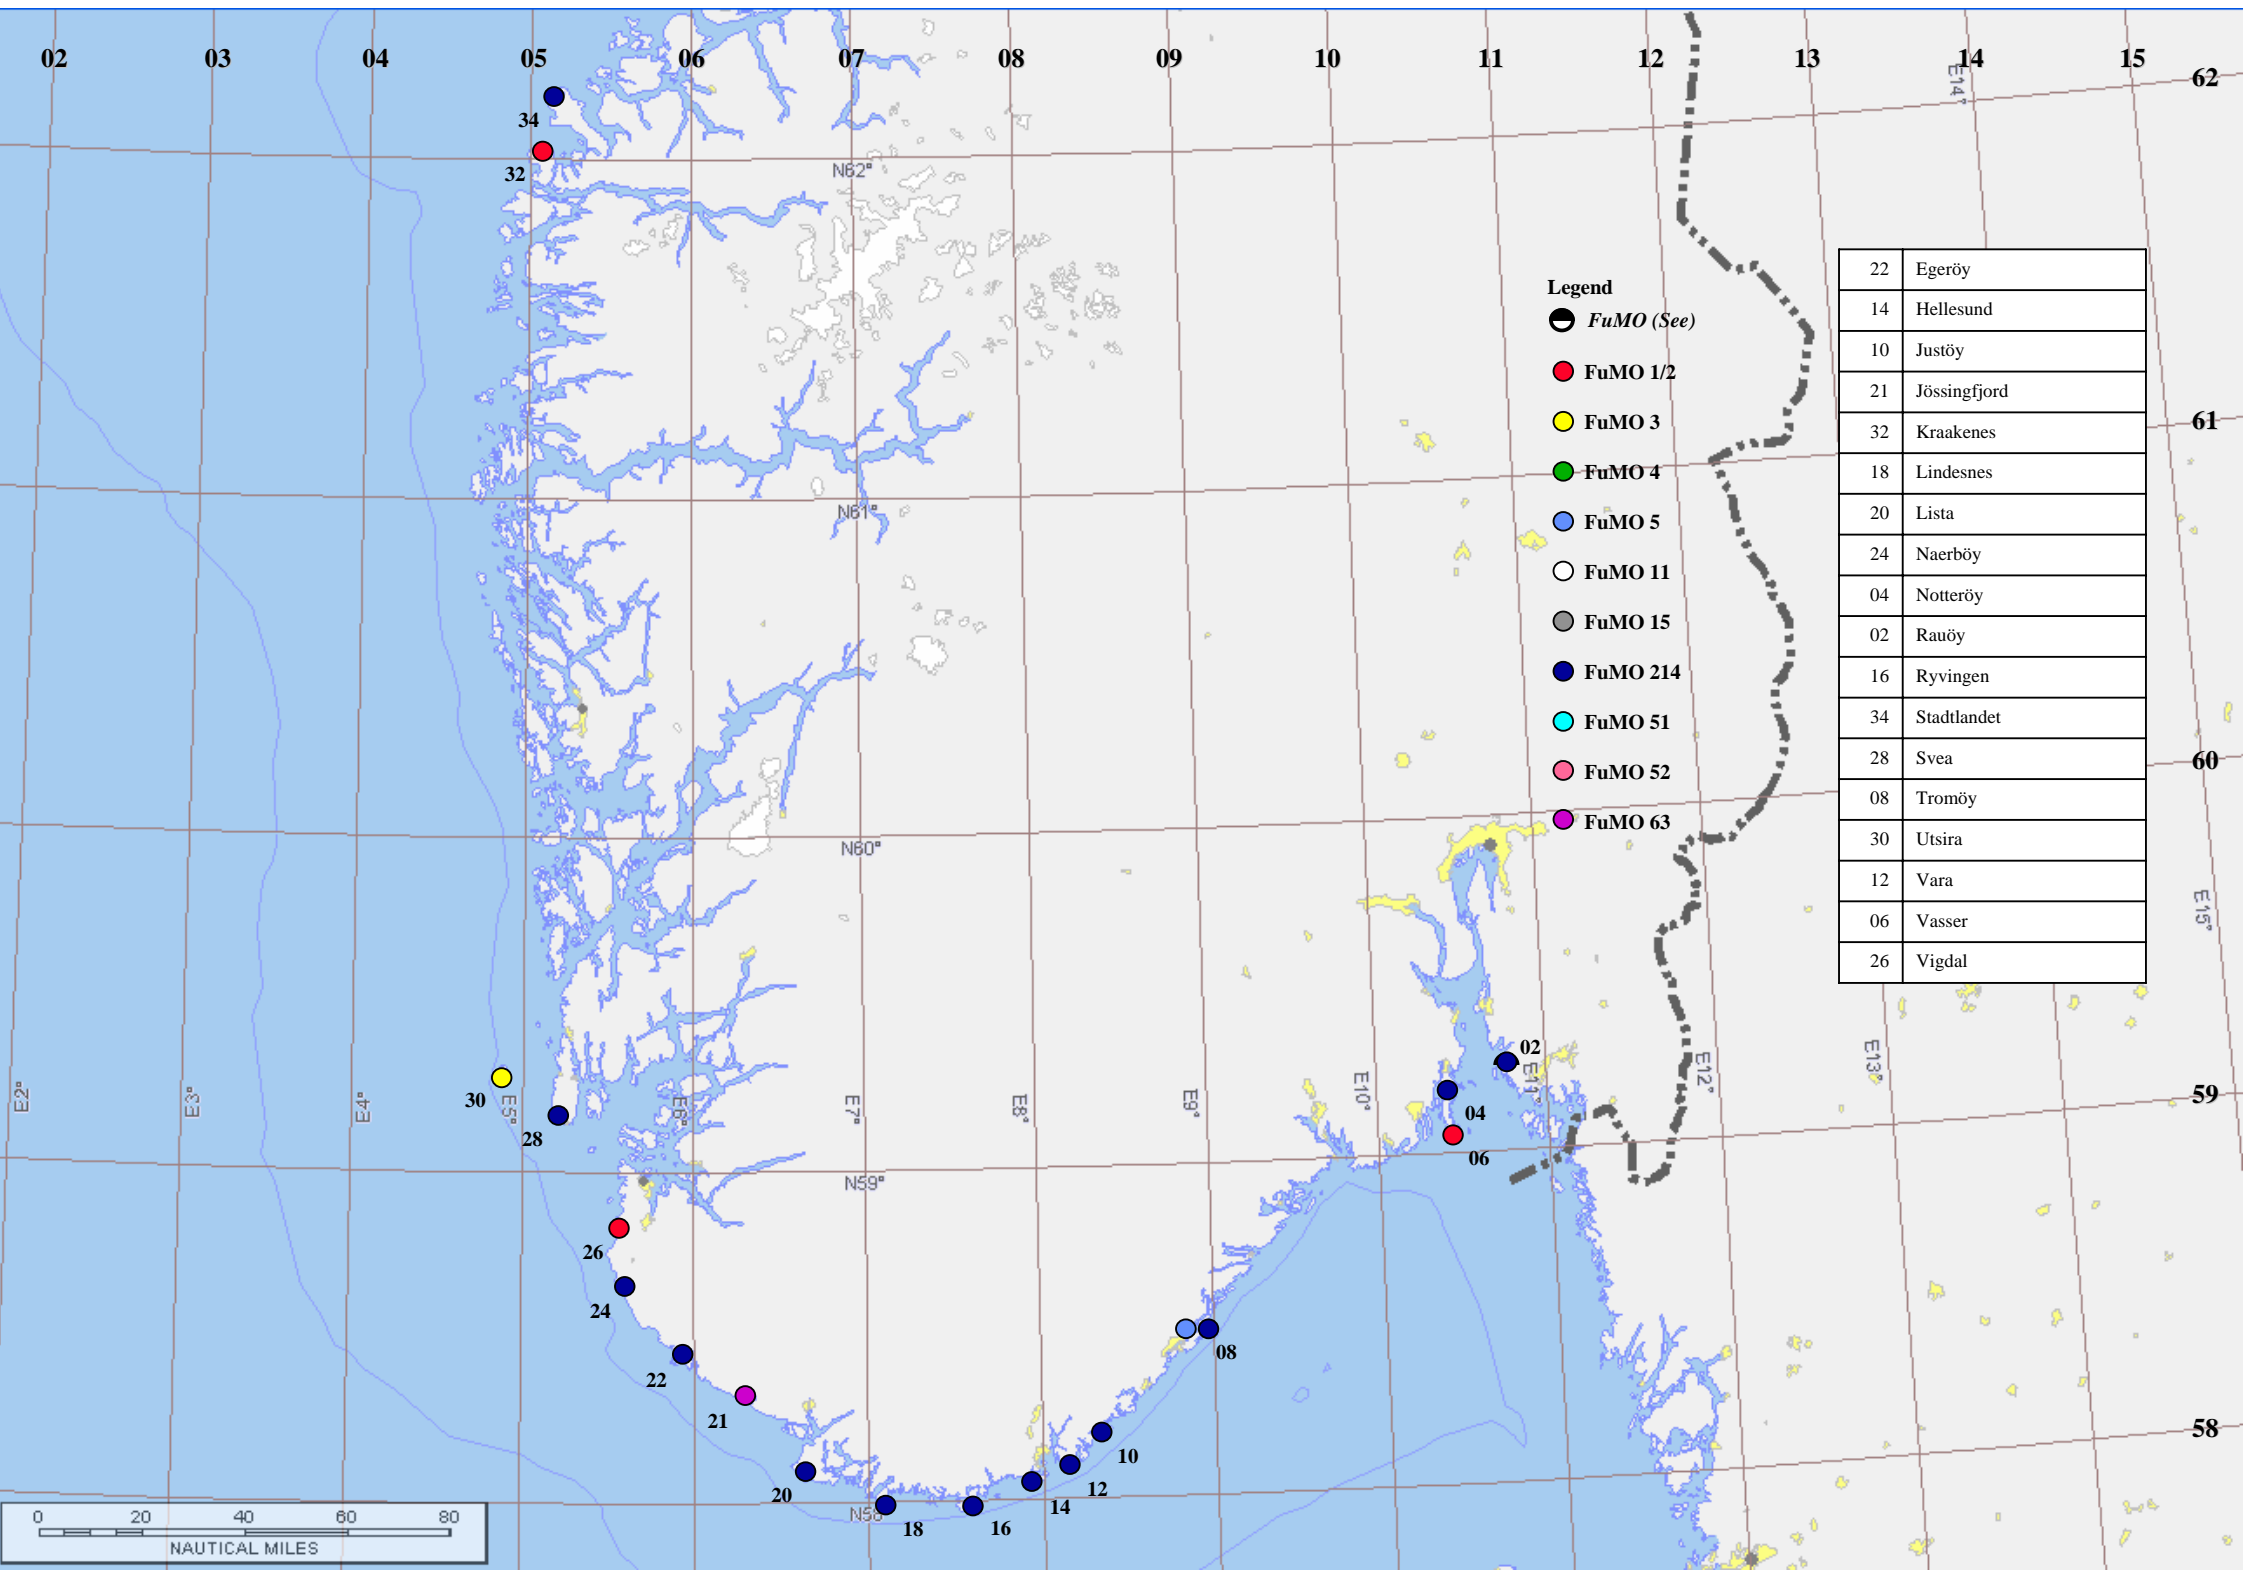 02 03 04 05 06 07 08 09 10 11 12 13 14 15
62
E14°
34
32
N62°
Legend
FuMO (See)
FuMO 1/2
FuMO 3
FuMO 4
FuMO 5
FuMO 11
FuMO 15
FuMO 214
FuMO 51
FuMO 52
FuMO 63
22 Egeröy
14 Hellesund
10 Justöy
21 Jössingfjord
32 Kraakenes
18 Lindesnes
20 Lista
24 Naerböy
04 Notteröy
02 Rauöy
16 Ryvingen
34 Stadtlandet
28 Svea
08 Tromöy
30 Utsira
12 Vara
06 Vasser
26 Vigdal
61
N61°
60
N60°
E15°
02
E2° E3° E4° E5° E6° E7° E8° E9° E10° E11° E12° E13°
59
30
28
04
06
N59°
26
24
22
21
08
58
10
12
20
14
18
16
N58°
0 20 40 60 80
NAUTICAL MILES